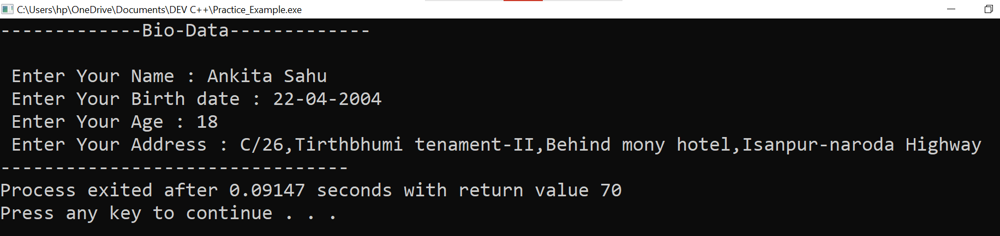 C:\Users\hp\OneDrive\Documents\DEV C++\Practice_Example.exe
-------------Bio-Data-------------
Enter Your Name : Ankita Sahu
Enter Your Birth date : 22-04-2004
Enter Your Age : 18
Enter Your Address : C/26,Tirthbhumi tenament-II,Behind mony hotel,Isanpur-naroda Highway
--------------------------------
Process exited after 0.09147 seconds with return value 70
Press any key to continue . . .